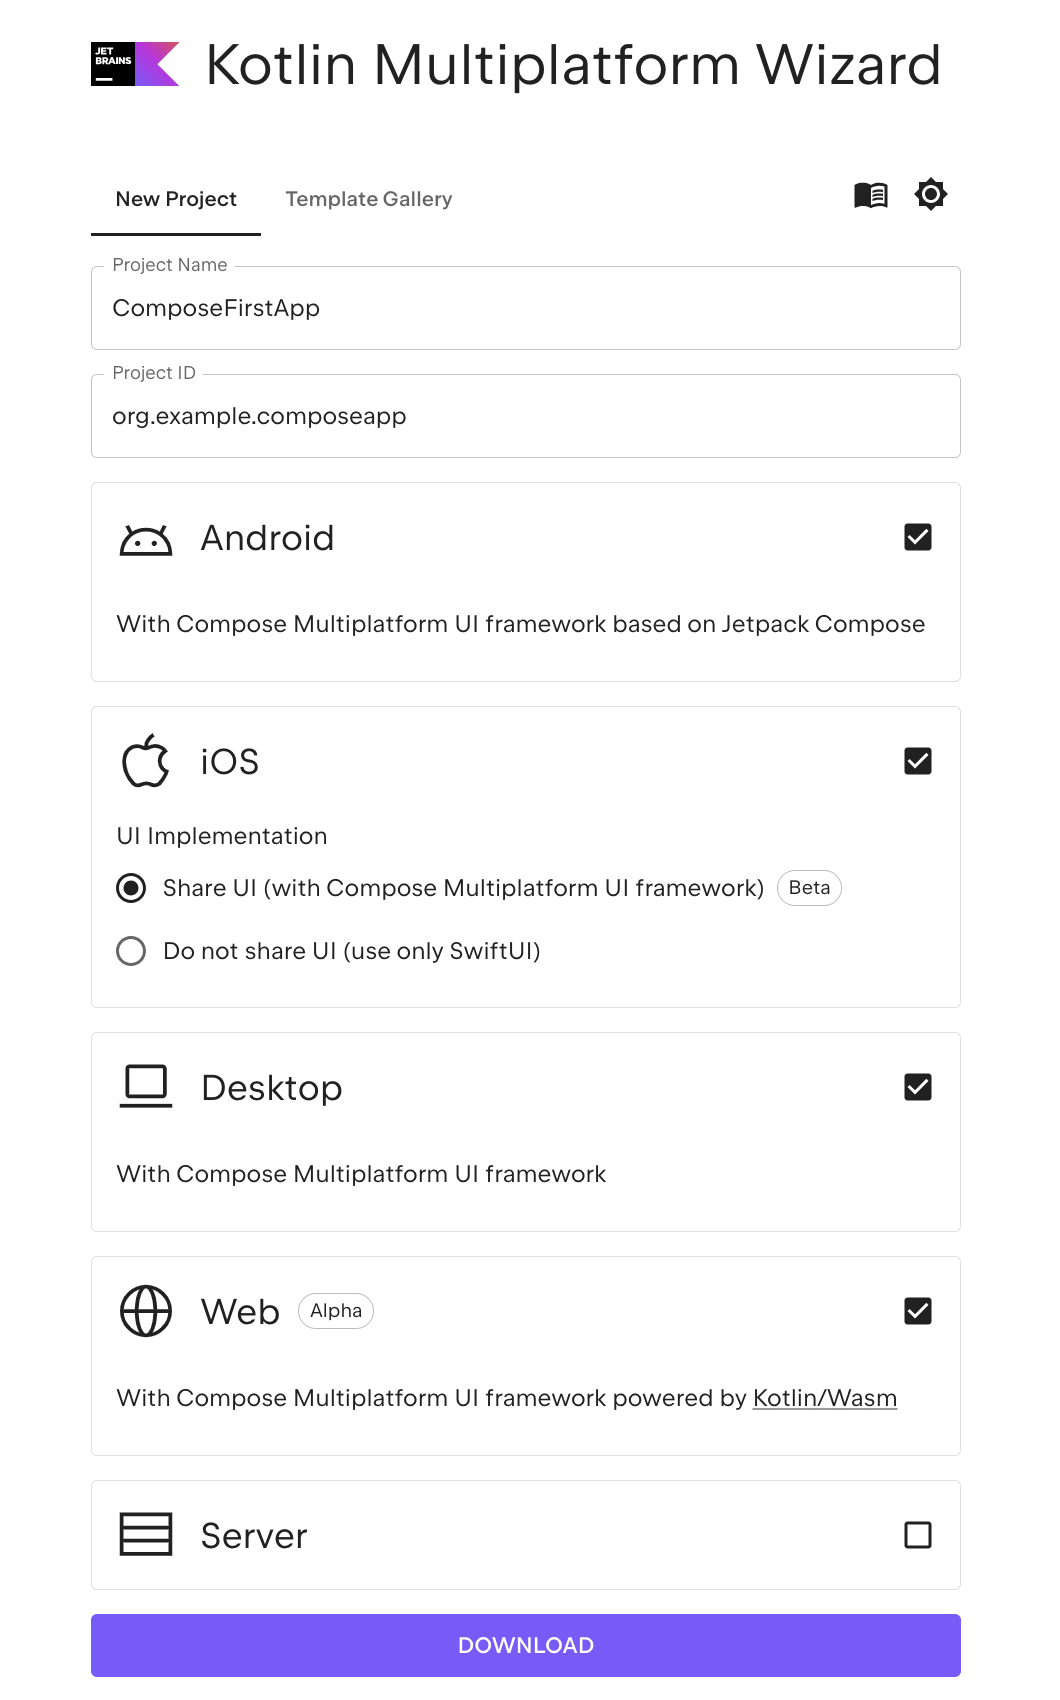 JET
BRAINS
Kotlin Multiplatform Wizard
New Project
Template Gallery
Project Name
ComposeFirstApp
Project ID
org.example.composeapp
Android
With Compose Multiplatform UI framework based on Jetpack Compose
iOS
UI Implementation
Share UI (with Compose Multiplatform UI framework) Beta
Do not share UI (use only SwiftUI)
Desktop
With Compose Multiplatform UI framework
Web Alpha
With Compose Multiplatform UI framework powered by Kotlin/Wasm
Server
DOWNLOAD